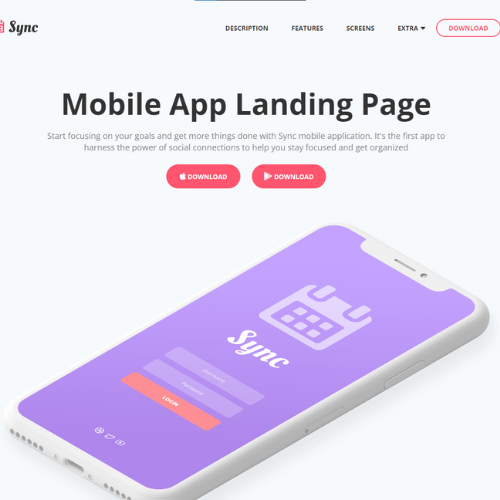 Sync
DESCRIPTION
FEATURES
SCREENS
EXTRA
DOWNLOAD
Mobile App Landing Page
Start focusing on your goals and get more things done with Sync mobile application. It's the first app to
harness the power of social connections to help you stay focused and get organized
DOWNLOAD
DOWNLOAD
Sync
Username
Password
LOGIN